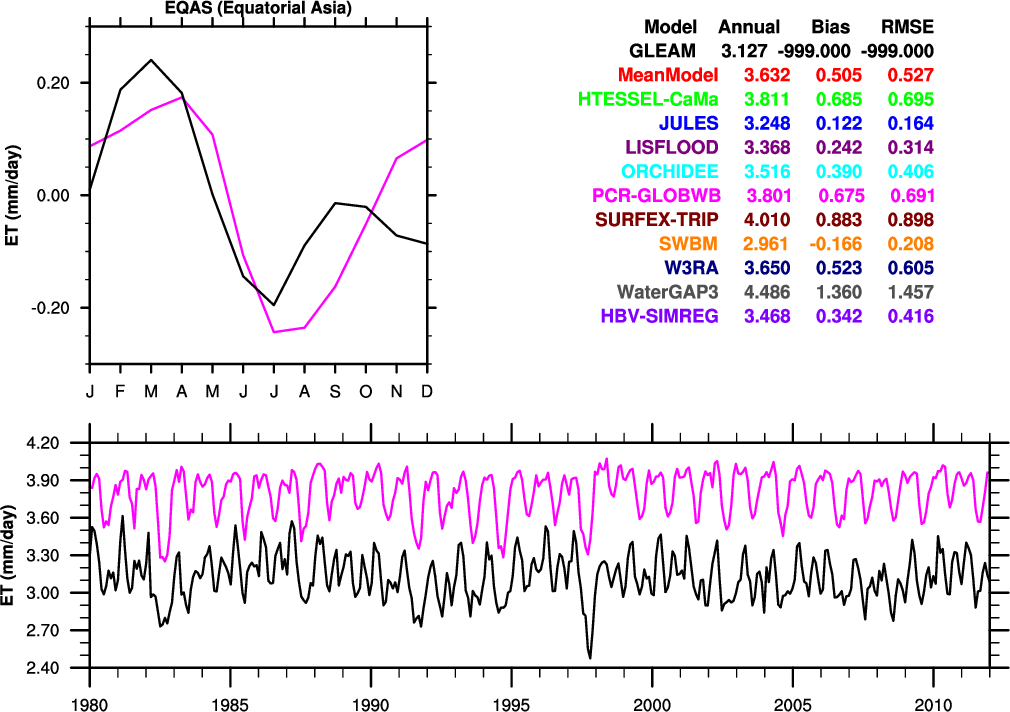 EQAS (Equatorial Asia)
ET (mm/day)
0.20
0.00
-0.20
J F M A M J J A S O N D
Model Annual Bias RMSE
GLEAM 3.127 -999.000 -999.000
MeanModel 3.632 0.505 0.527
HTESSEL-CaMa 3.811 0.685 0.695
JULES 3.248 0.122 0.164
LISFLOOD 3.368 0.242 0.314
ORCHIDEE 3.516 0.390 0.406
PCR-GLOBWB 3.801 0.675 0.691
SURFEX-TRIP 4.010 0.883 0.898
SWBM 2.961 -0.166 0.208
W3RA 3.650 0.523 0.605
WaterGAP3 4.486 1.360 1.457
HBV-SIMREG 3.468 0.342 0.416
ET (mm/day)
4.20
3.90
3.60
3.30
3.00
2.70
2.40
1980 1985 1990 1995 2000 2005 2010